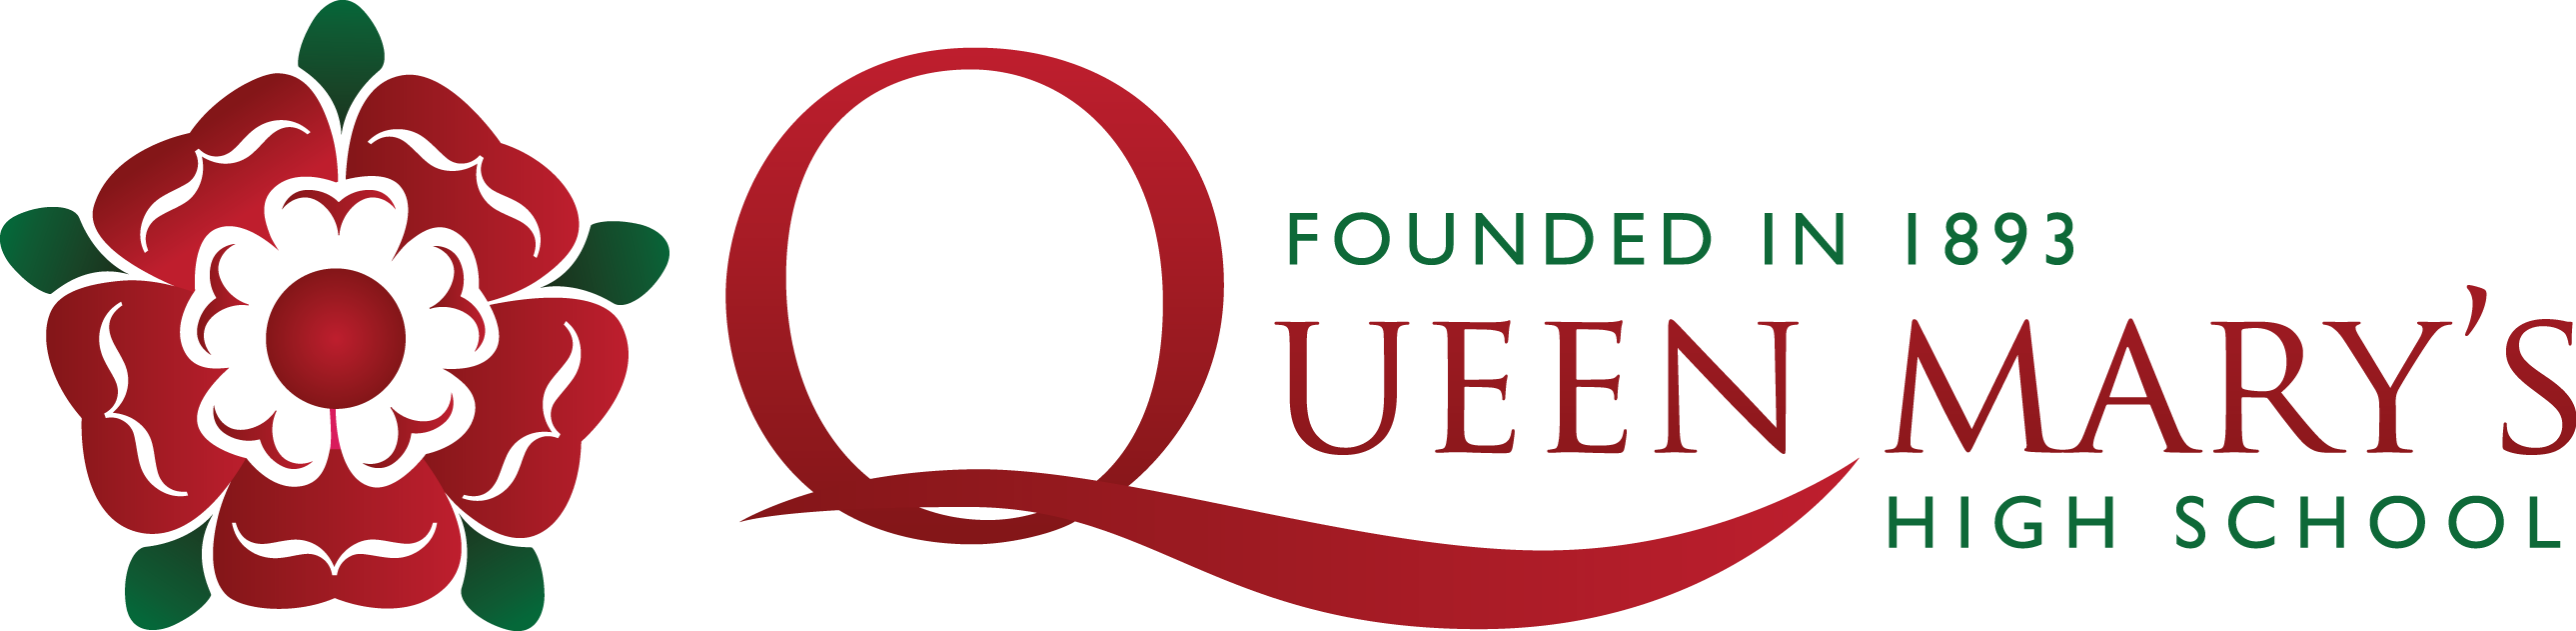 FOUNDED IN 1893
QUEEN MARY'S
HIGH SCHOOL